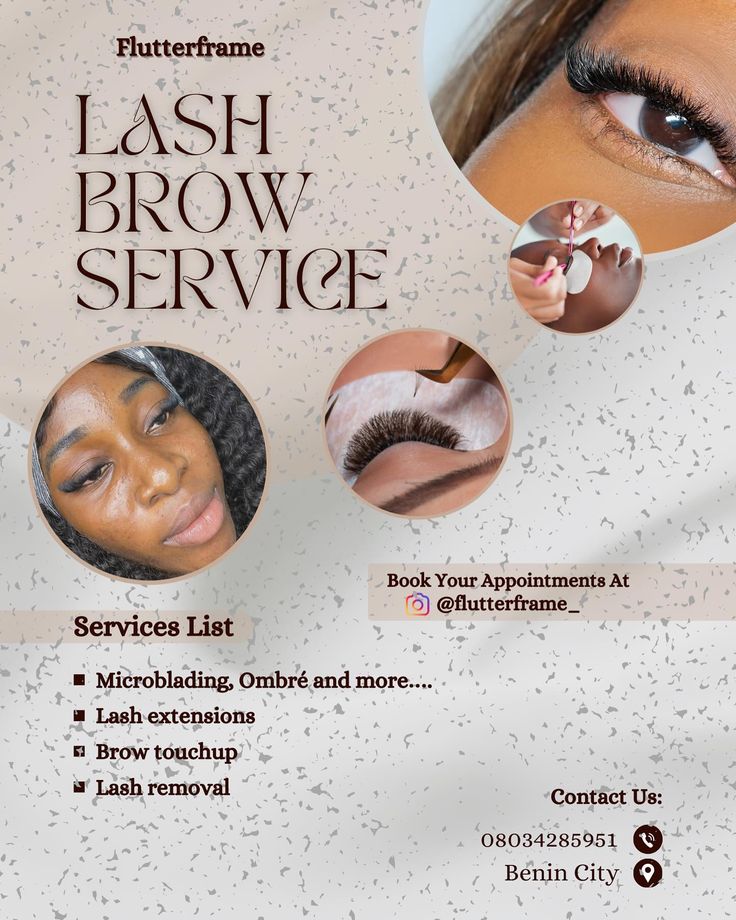 Flutterframe
LASH
BROW
SERVICE
Book Your Appointments At
@flutterframe_
Services List
Microblading, Ombré and more....
Lash extensions
Brow touchup
Lash removal
Contact Us:
08034285951
Benin City